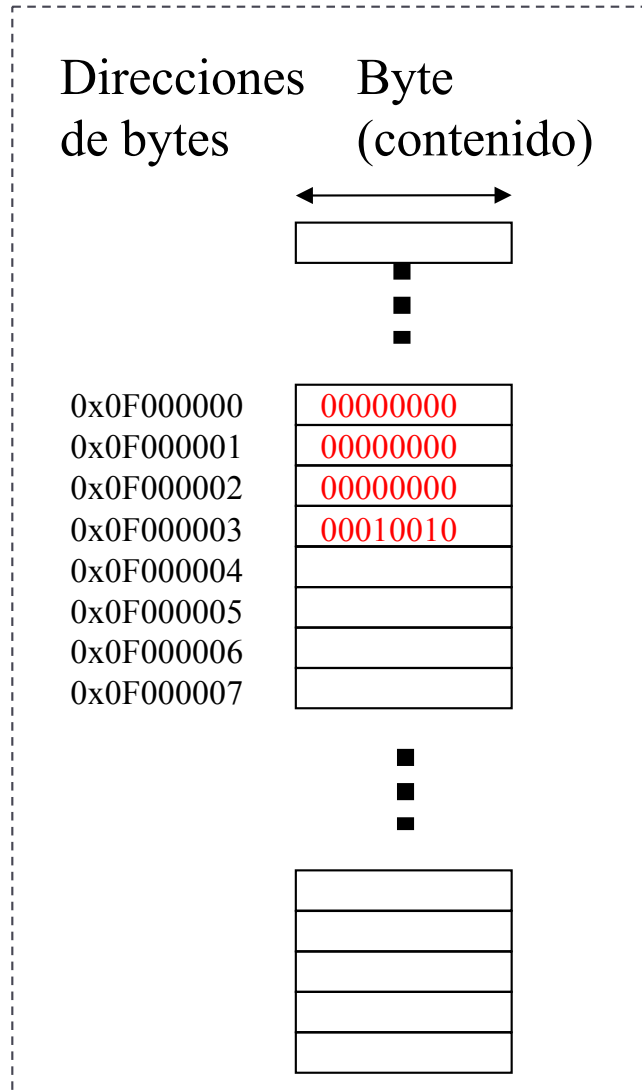 Direcciones Byte
de bytes (contenido)
0x0F000000 00000000
0x0F000001 00000000
0x0F000002 00000000
0x0F000003 00010010
0x0F000004
0x0F000005
0x0F000006
0x0F000007